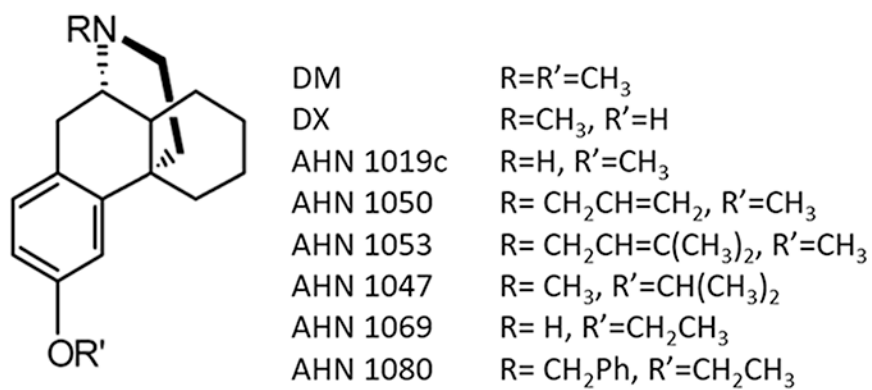 RN
DM R=R’=CH₃
DX R=CH₃, R’=H
AHN 1019c R=H, R’=CH₃
AHN 1050 R= CH₂CH=CH₂, R’=CH₃
AHN 1053 R= CH₂CH=C(CH₃)₂, R’=CH₃
AHN 1047 R= CH₃, R’=CH(CH₃)₂
AHN 1069 R= H, R’=CH₂CH₃
AHN 1080 R= CH₂Ph, R’=CH₂CH₃
OR'